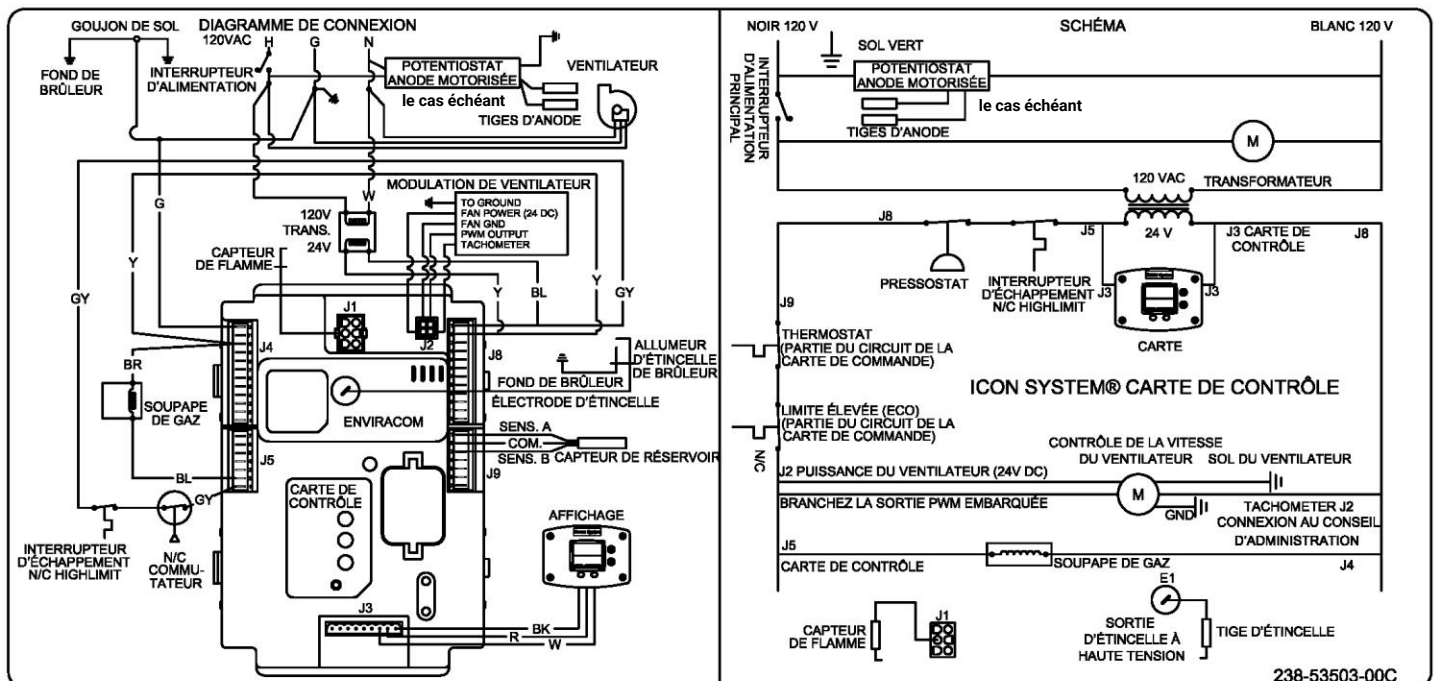 GOUJON DE SOL
DIAGRAMME DE CONNEXION
120VAC
H
G
N
FOND DE
BRÛLEUR
INTERRUPTEUR
D'ALIMENTATION
POTENTIOSTAT
ANODE MOTORISÉE
le cas échéant
TIGES D'ANODE
VENTILATEUR
GY
G
Y
W
120V
TRANS.
24V
MODULATION DE VENTILATEUR
TO GROUND
FAN POWER (24 DC)
FAN GND
PWM OUTPUT
TACHOMETER
CAPTEUR
DE FLAMME
Y
BL
Y
GY
J1
J2
J4
J8
BR
SOUPAPE
DE GAZ
ENVIRACOM
ALLUMEUR
D'ÉTINCELLE
DE BRÛLEUR
FOND DE BRÛLEUR
ÉLECTRODE D'ÉTINCELLE
SENS. A
COM.
SENS. B
CAPTEUR DE RÉSERVOIR
J5
J9
BL
GY
CARTE DE
CONTRÔLE
AFFICHAGE
INTERRUPTEUR
D'ÉCHAPPEMENT
N/C HIGHLIMIT
N/C
COMMU-
TATEUR
J3
BK
R
W
NOIR 120 V
SCHÉMA
BLANC 120 V
SOL VERT
INTERRUPTEUR
D'ALIMENTATION
PRINCIPAL
POTENTIOSTAT
ANODE MOTORISÉE
le cas échéant
TIGES D'ANODE
M
120 VAC
TRANSFORMATEUR
J8
J5
24 V
J3 CARTE DE
CONTRÔLE
J8
PRESSOSTAT
INTERRUPTEUR
D'ÉCHAPPEMENT
N/C HIGHLIMIT
J3
J3
CARTE
J9
THERMOSTAT
(PARTIE DU CIRCUIT DE LA
CARTE DE COMMANDE)
ICON SYSTEM® CARTE DE CONTRÔLE
LIMITE ÉLEVÉE (ECO)
(PARTIE DU CIRCUIT DE LA
CARTE DE COMMANDE)
N/C
CONTRÔLE DE LA VITESSE
DU VENTILATEUR
SOL DU VENTILATEUR
J2 PUISSANCE DU VENTILATEUR (24V DC)
M
BRANCHEZ LA SORTIE PWM EMBARQUÉE
GND
TACHOMETER J2
CONNEXION AU CONSEIL
D'ADMINISTRATION
J5
CARTE DE CONTRÔLE
SOUPAPE DE GAZ
J4
CAPTEUR
DE FLAMME
J1
E1
SORTIE
D'ÉTINCELLE À
HAUTE TENSION
TIGE D'ÉTINCELLE
238-53503-00C